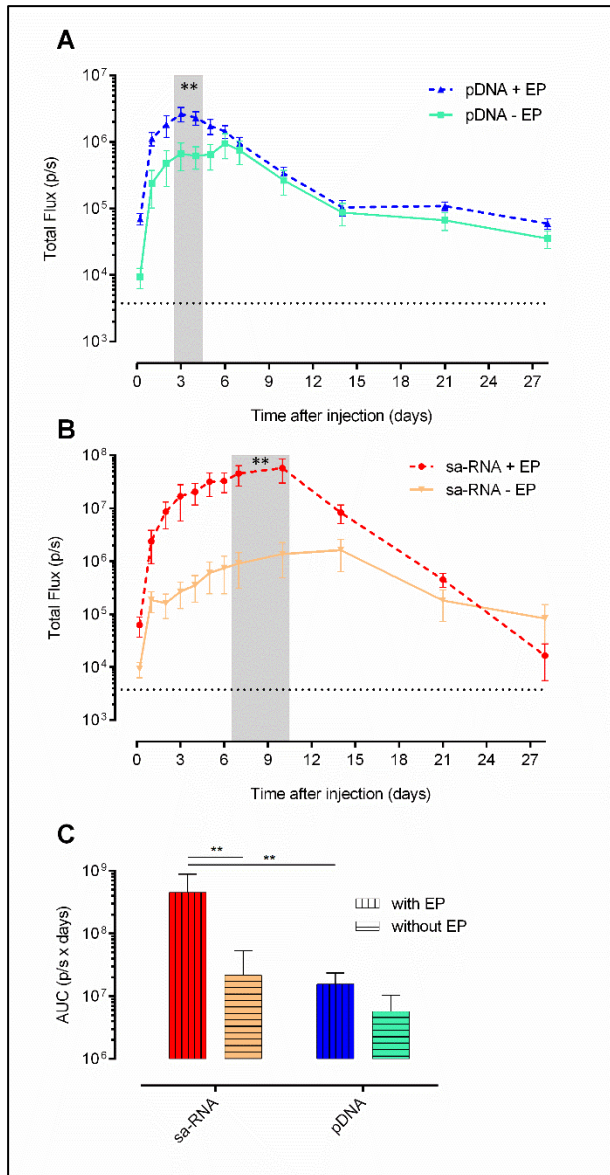 A
**
pDNA + EP
pDNA - EP
Total Flux (p/s)
10⁷
10⁶
10⁵
10⁴
10³
0 3 6 9 12 15 18 21 24 27
Time after injection (days)
B
**
sa-RNA + EP
sa-RNA - EP
Total Flux (p/s)
10⁸
10⁷
10⁶
10⁵
10⁴
10³
0 3 6 9 12 15 18 21 24 27
Time after injection (days)
C
**
**
with EP
without EP
AUC (p/s x days)
10⁹
10⁸
10⁷
10⁶
sa-RNA
pDNA